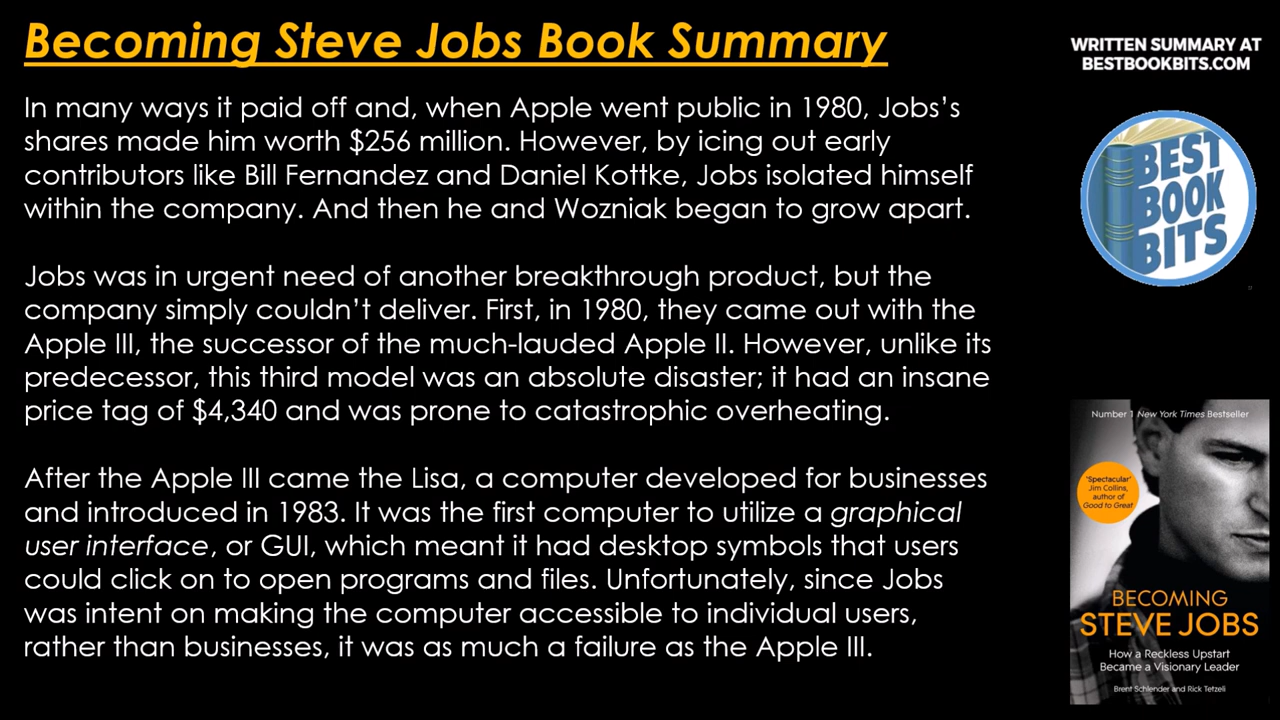 Becoming Steve Jobs Book Summary
WRITTEN SUMMARY AT
BESTBOOKBITS.COM
In many ways it paid off and, when Apple went public in 1980, Jobs’s
shares made him worth $256 million. However, by icing out early
contributors like Bill Fernandez and Daniel Kottke, Jobs isolated himself
within the company. And then he and Wozniak began to grow apart.
Jobs was in urgent need of another breakthrough product, but the
company simply couldn’t deliver. First, in 1980, they came out with the
Apple III, the successor of the much-lauded Apple II. However, unlike its
predecessor, this third model was an absolute disaster; it had an insane
price tag of $4,340 and was prone to catastrophic overheating.
After the Apple III came the Lisa, a computer developed for businesses
and introduced in 1983. It was the first computer to utilize a graphical
user interface, or GUI, which meant it had desktop symbols that users
could click on to open programs and files. Unfortunately, since Jobs
was intent on making the computer accessible to individual users,
rather than businesses, it was as much a failure as the Apple III.
BEST
BOOK
BITS
Number 1 New York Times Bestseller
‘Spectacular’
Jim Collins,
author of
Good to Great
BECOMING
STEVE JOBS
How a Reckless Upstart
Became a Visionary Leader
Brent Schlender and Rick Tetzeli